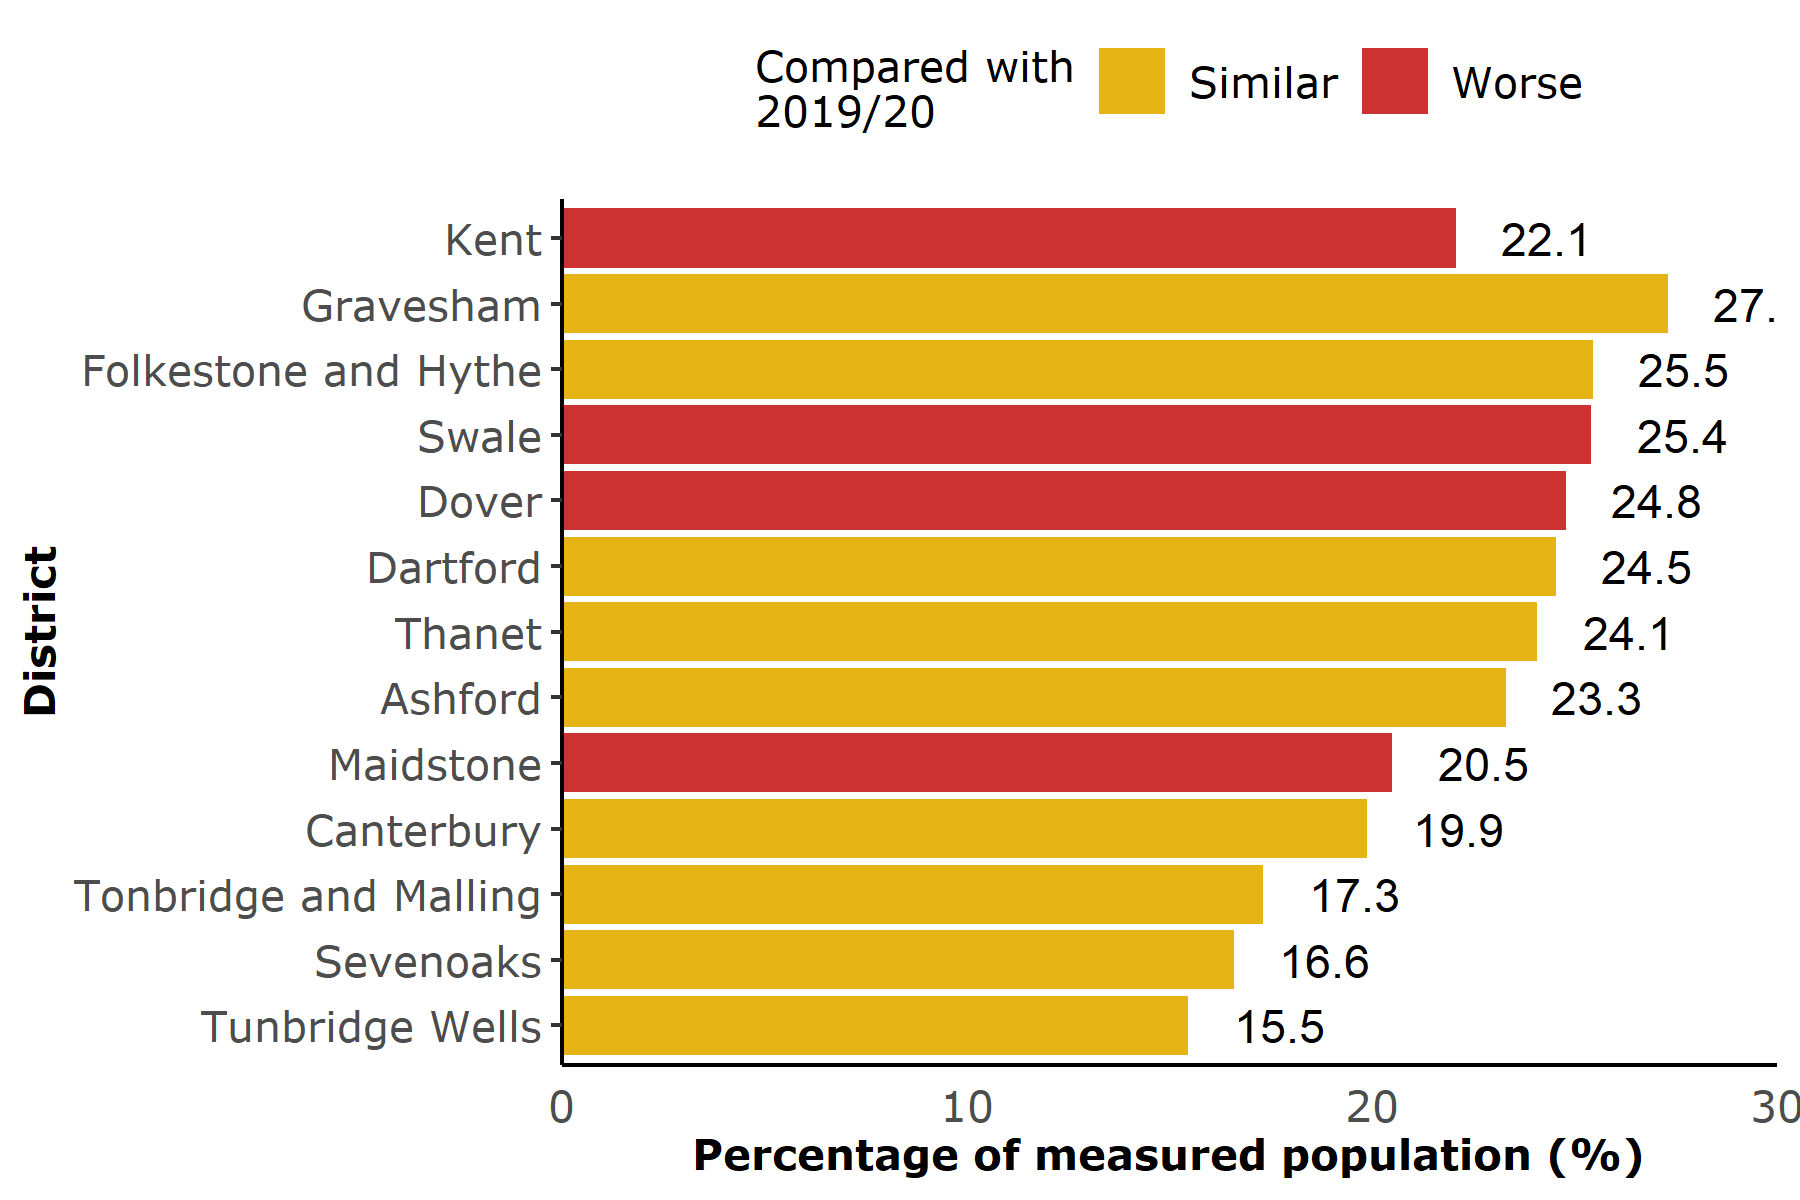 Compared with
2019/20
Similar
Worse
Kent
22.1
Gravesham
27.
Folkestone and Hythe
25.5
Swale
25.4
Dover
24.8
Dartford
24.5
Thanet
24.1
Ashford
23.3
Maidstone
20.5
Canterbury
19.9
Tonbridge and Malling
17.3
Sevenoaks
16.6
Tunbridge Wells
15.5
District
0
10
20
30
Percentage of measured population (%)